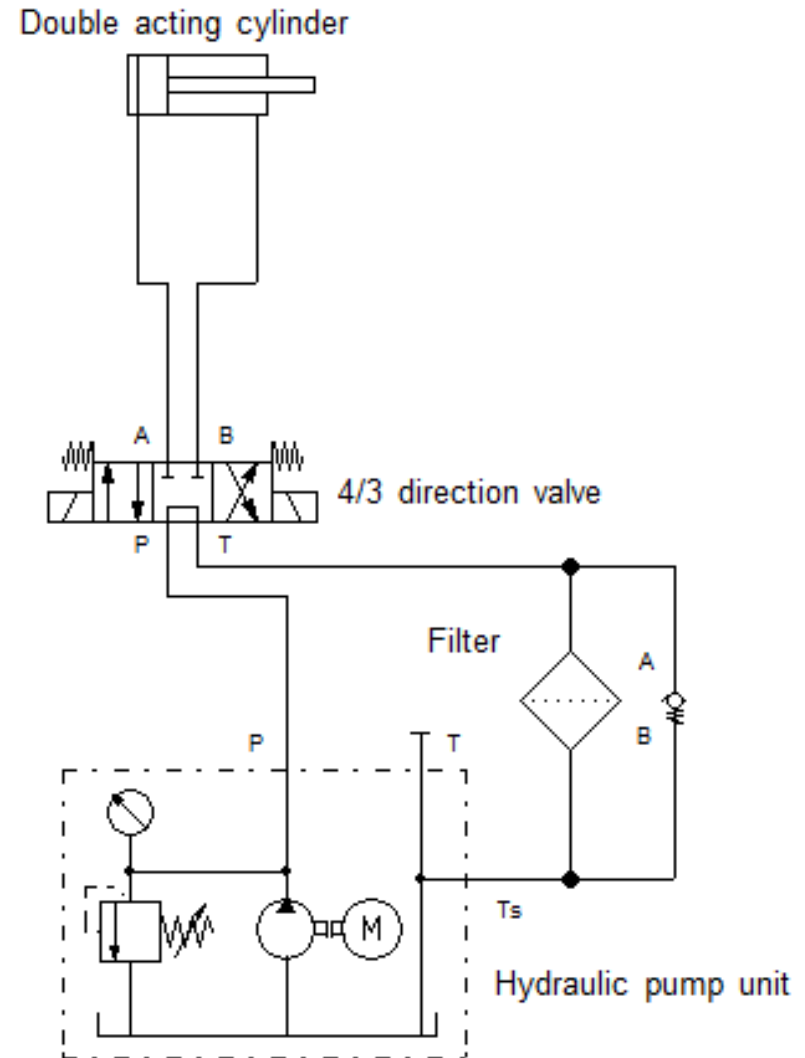 Double acting cylinder
A B
4/3 direction valve
P T
Filter
A
B
P T
M
Ts
Hydraulic pump unit